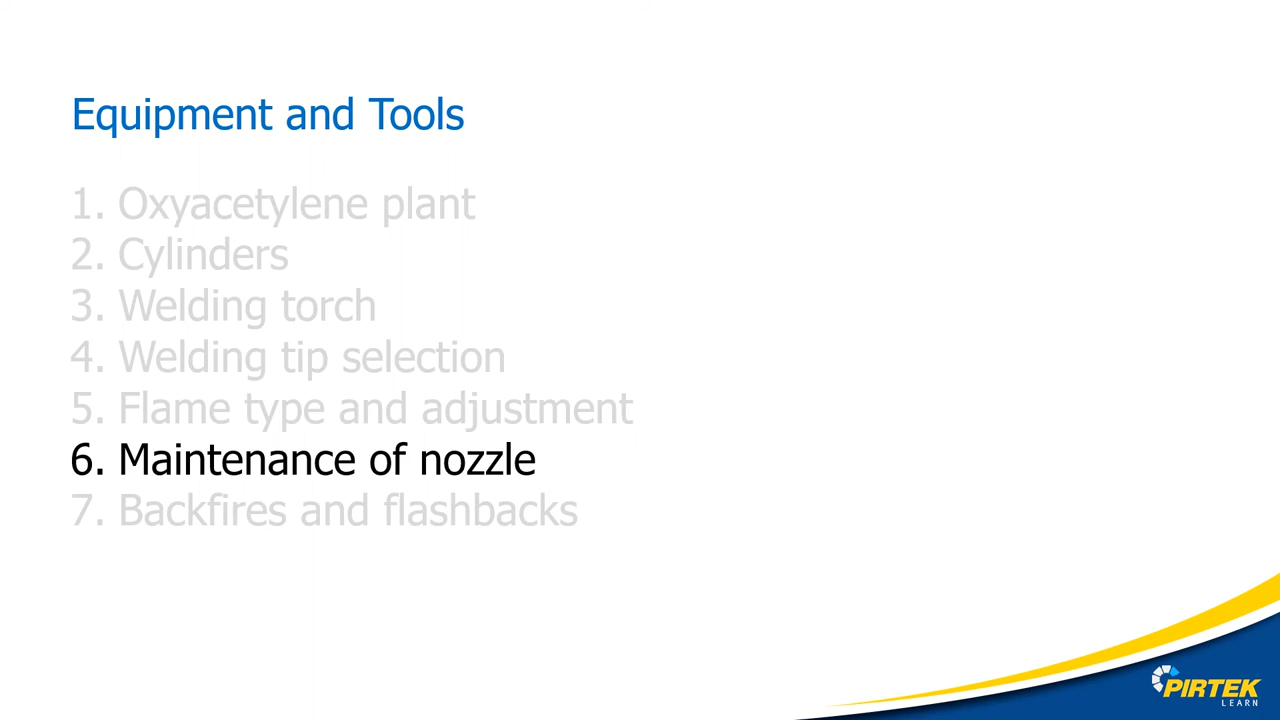 Equipment and Tools
1. Oxyacetylene plant
2. Cylinders
3. Welding torch
4. Welding tip selection
5. Flame type and adjustment
6. Maintenance of nozzle
7. Backfires and flashbacks
PIRTEK
LEARN